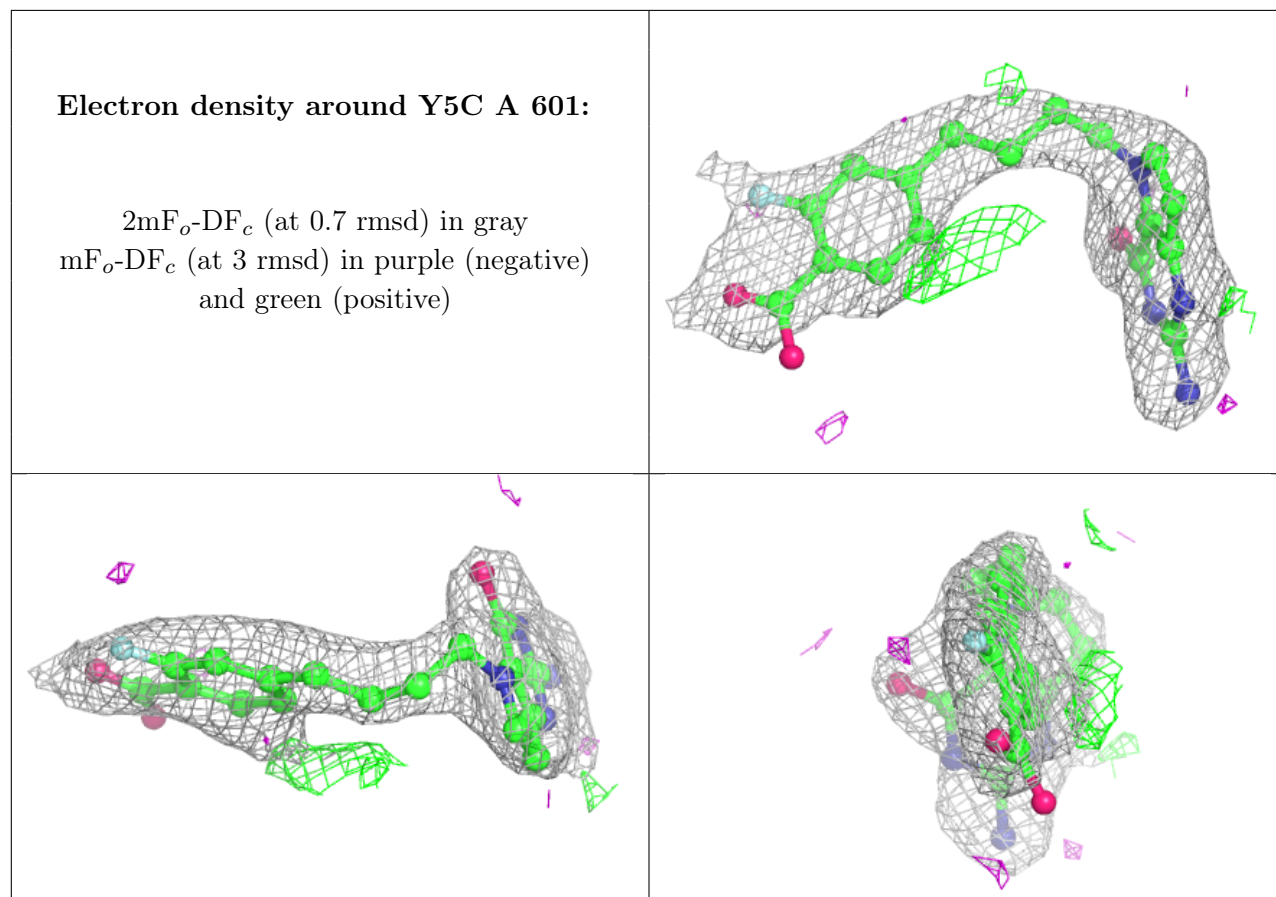 Electron density around Y5C A 601:
2mFo-DFc (at 0.7 rmsd) in gray
mFo-DFc (at 3 rmsd) in purple (negative)
and green (positive)